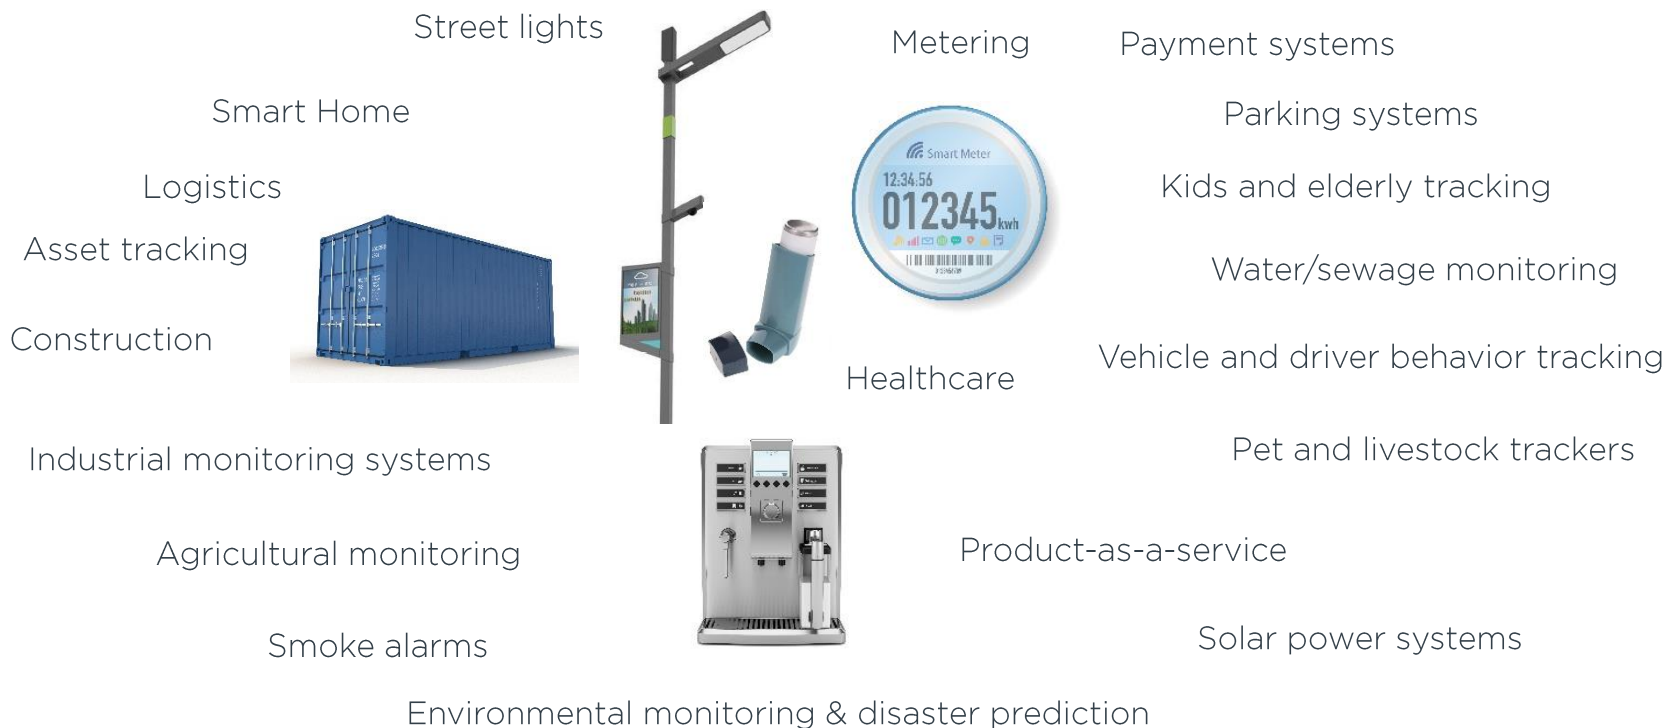 Street lights
Metering
Payment systems
Smart Home
Parking systems
Smart Meter
12:34:56
012345kwh
Logistics
Kids and elderly tracking
Asset tracking
Water/sewage monitoring
Construction
Vehicle and driver behavior tracking
Healthcare
Industrial monitoring systems
Pet and livestock trackers
Agricultural monitoring
Product-as-a-service
Smoke alarms
Solar power systems
Environmental monitoring & disaster prediction